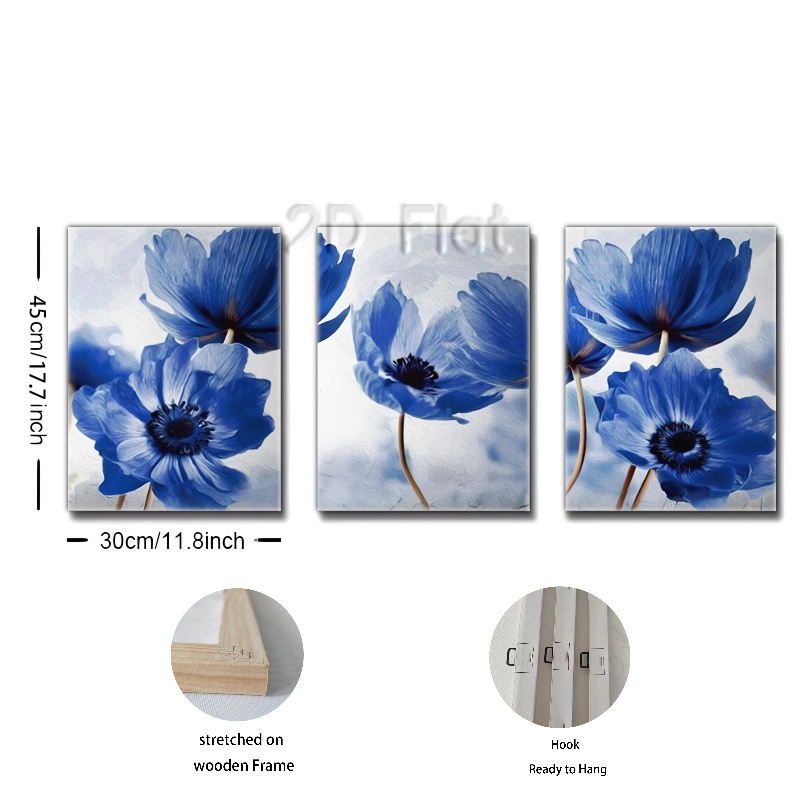 2D Flat
45cm/17.7inch
30cm/11.8inch
stretched on
wooden Frame
Hook
Ready to Hang